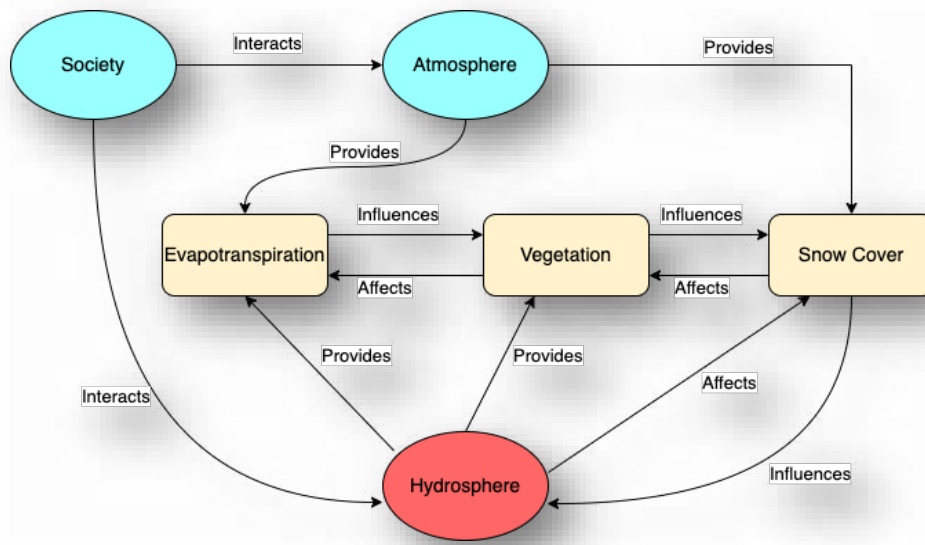 Interacts
Provides
Society
Atmosphere
Provides
Influences
Influences
Evapotranspiration
Vegetation
Snow Cover
Affects
Affects
Provides
Provides
Affects
Interacts
Influences
Hydrosphere